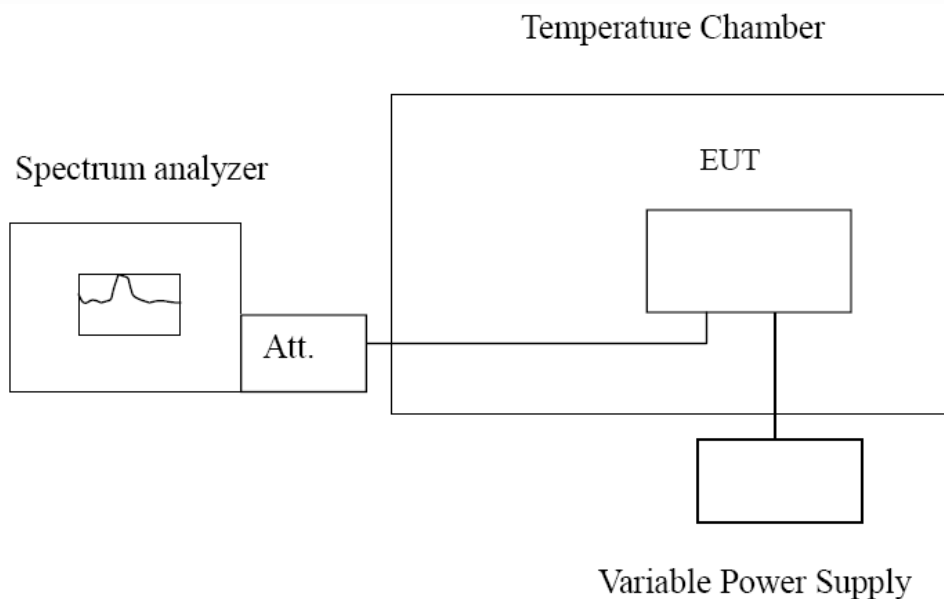 Temperature Chamber
Spectrum analyzer
EUT
Att.
Variable Power Supply